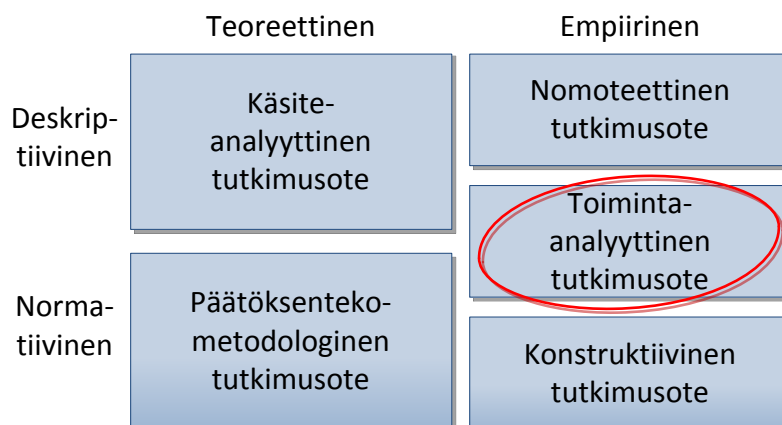 Teoreettinen
Empiirinen
Deskrip-
tiivinen
Käsite-
analyyttinen
tutkimusote
Nomoteettinen
tutkimusote
Toiminta-
analyyttinen
tutkimusote
Norma-
tiivinen
Päätöksenteko-
metodologinen
tutkimusote
Konstruktiivinen
tutkimusote